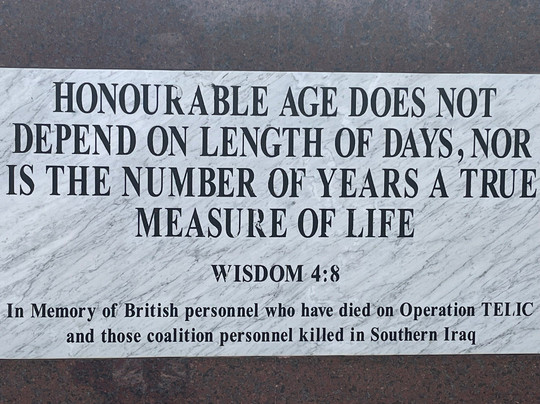 HONOURABLE AGE DOES NOT
DEPEND ON LENGTH OF DAYS, NOR
IS THE NUMBER OF YEARS A TRUE
MEASURE OF LIFE
WISDOM 4:8
In Memory of British personnel who have died on Operation TELIC
and those coalition personnel killed in Southern Iraq